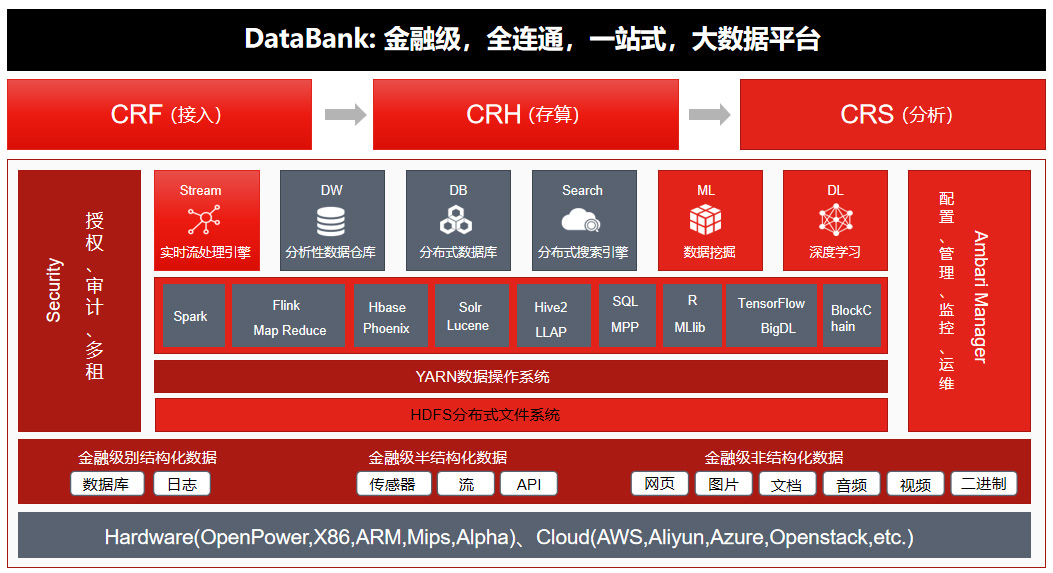 DataBank: 金融级，全连通，一站式，大数据平台
CRF (接入)
CRH (存算)
CRS (分析)
Security
授权、审计、多租
Stream
实时流处理引擎
DW
分析性数据仓库
DB
分布式数据库
Search
分布式搜索引擎
ML
数据挖掘
DL
深度学习
配置、管理、监控、运维
Ambari Manager
Spark
Flink
Map Reduce
Hbase
Phoenix
Solr
Lucene
Hive2
LLAP
SQL
MPP
R
MLlib
TensorFlow
BigDL
BlockC
hain
YARN数据操作系统
HDFS分布式文件系统
金融级别结构化数据
数据库
日志
金融级半结构化数据
传感器
流
API
金融级非结构化数据
网页
图片
文档
音频
视频
二进制
Hardware(OpenPower,X86,ARM,Mips,Alpha)、Cloud(AWS,Aliyun,Azure,Openstack,etc.)